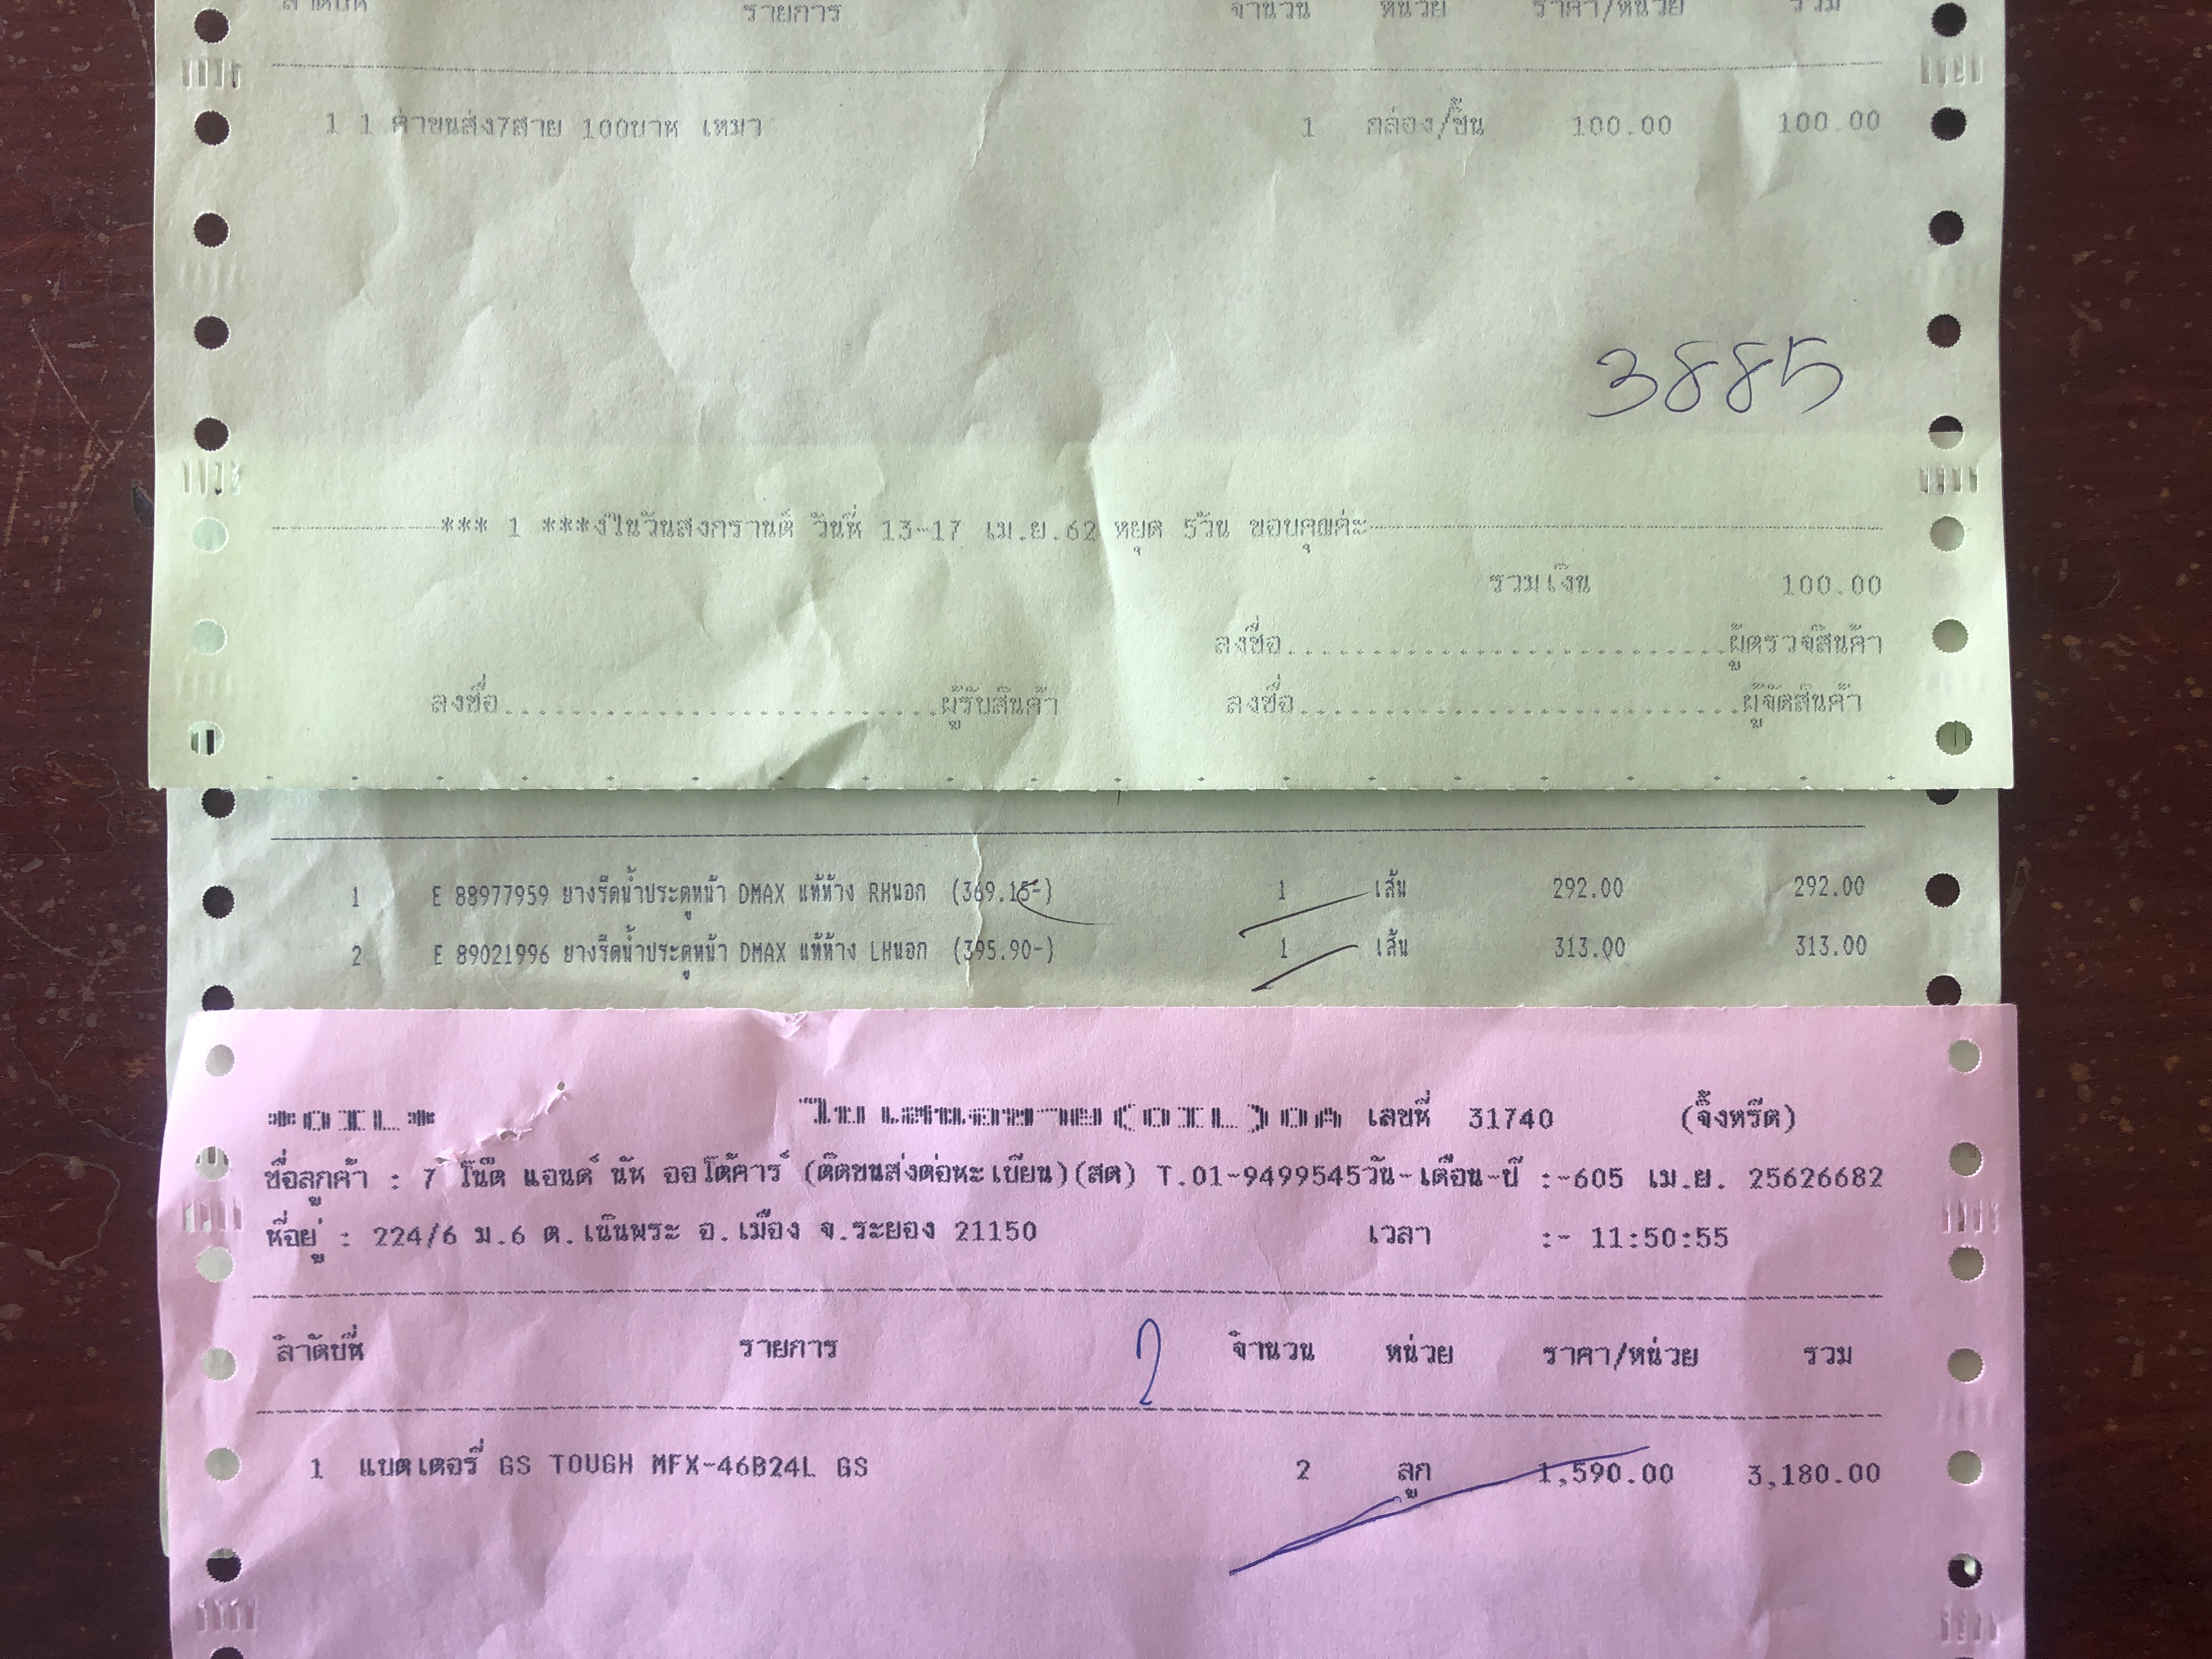 ลำดับที่ รายการ จำนวน หน่วย ราคา/หน่วย รวม
1 1 ค่าขนส่ง7สาย 100บาท เหมา 1 กล่อง/ชิ้น 100.00 100.00
3885
*** 1 ***งในวันสงกรานต์ วันที่ 13-17 เม.ย.62 หยุด 5วัน ขอบคุณค่ะ
รวมเงิน 100.00
ลงชื่อ..............................ผู้ตรวจสินค้า
ลงชื่อ..............................ผู้รับสินค้า ลงชื่อ..............................ผู้จัดสินค้า
1 E 88977959 ยางรีดน้ำประตูหน้า DMAX แท้ห้าง RHนอก (369.15-) 1 เส้น 292.00 292.00
2 E 89021996 ยางรีดน้ำประตูหน้า DMAX แท้ห้าง LHนอก (395.90-) 1 เส้น 313.00 313.00
*OIL* ใบเสนอขาย(OIL)OA เลขที่ 31740 (จิ้งหรีด)
ชื่อลูกค้า : 7 โน๊ต แอนด์ นัท ออโต้คาร์ (ติดขนส่งต่อทะเบียน)(สด) T.01-9499545วัน-เดือน-ปี :-605 เม.ย. 25626682
ที่อยู่ : 224/6 ม.6 ต.เนินพระ อ.เมือง จ.ระยอง 21150 เวลา :- 11:50:55
ลำดับที่ รายการ 2 จำนวน หน่วย ราคา/หน่วย รวม
1 แบตเตอรี่ GS TOUGH MFX-46B24L GS 2 ลูก 1,590.00 3,180.00